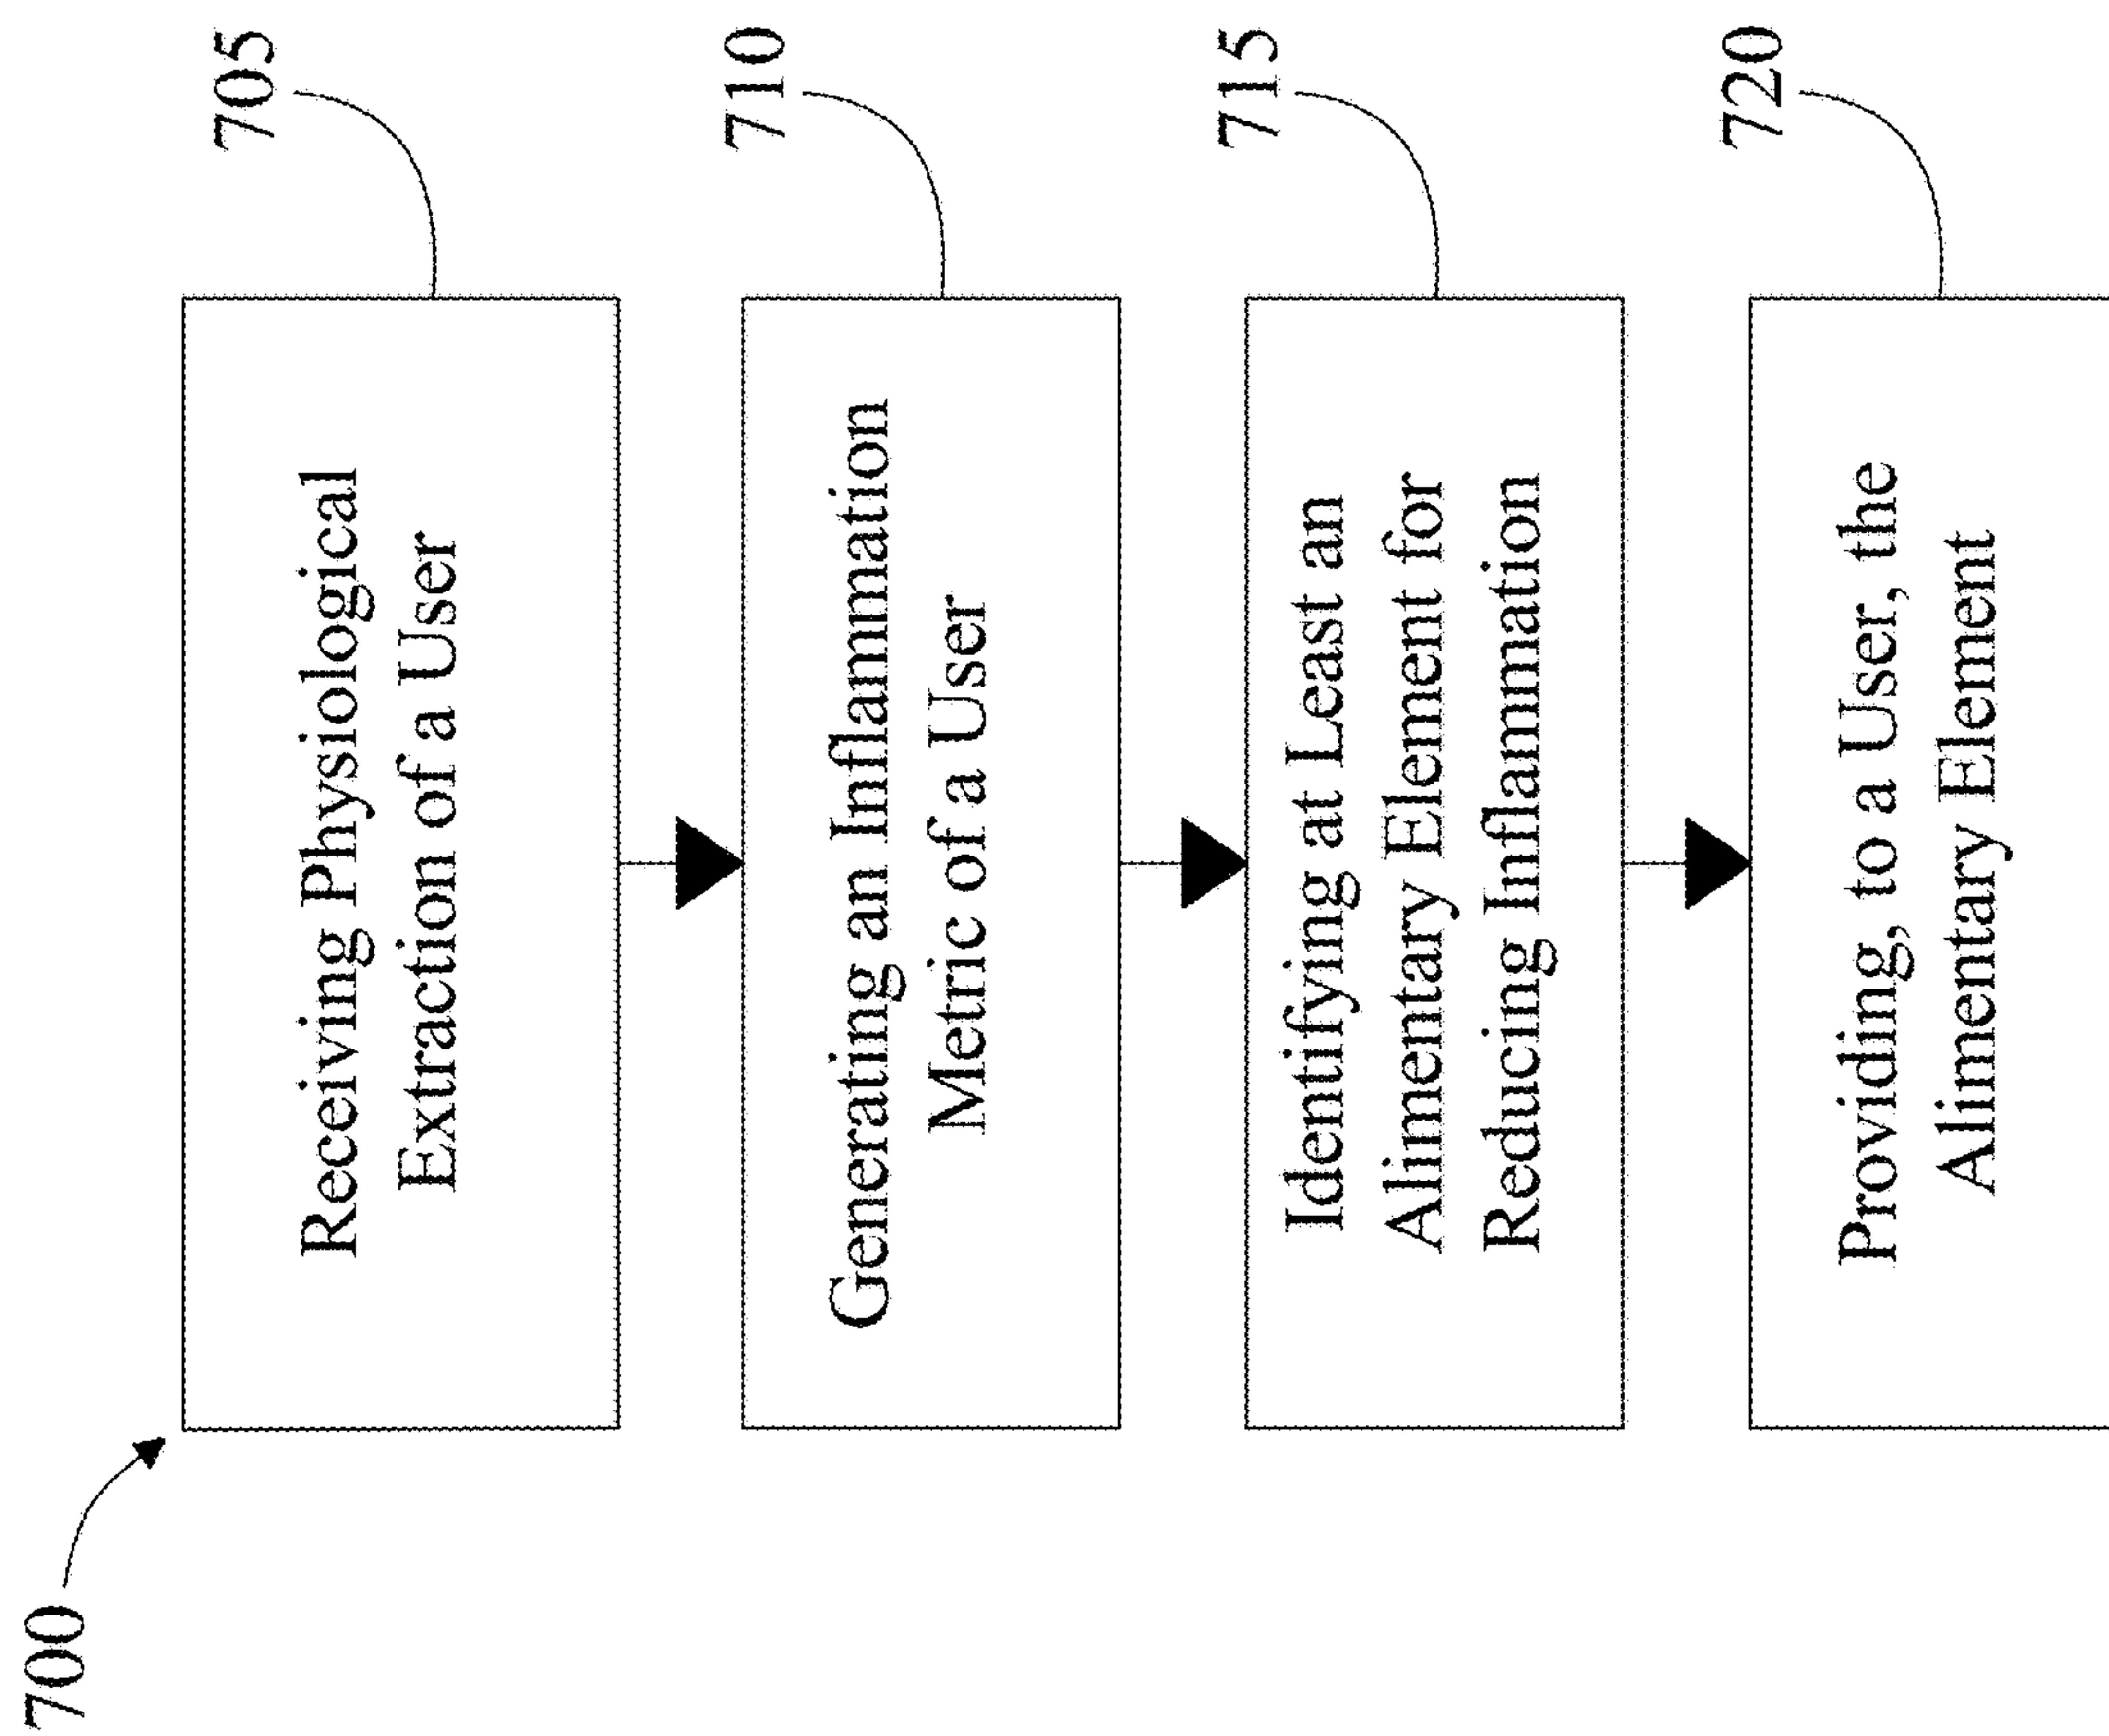 700
705
Receiving Physiological
Extraction of a User
710
Generating an Inflammation
Metric of a User
715
Identifying at Least an
Alimentary Element for
Reducing Inflammation
720
Providing, to a User, the
Alimentary Element